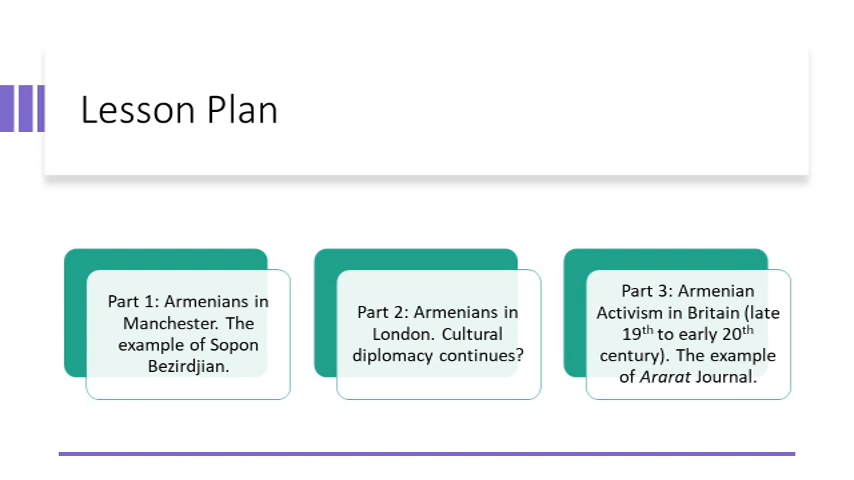 Lesson Plan
Part 1: Armenians in
Manchester. The
example of Sopon
Bezirdjian.
Part 2: Armenians in
London. Cultural
diplomacy continues?
Part 3: Armenian
Activism in Britain (late
19th to early 20th
century). The example
of Ararat Journal.